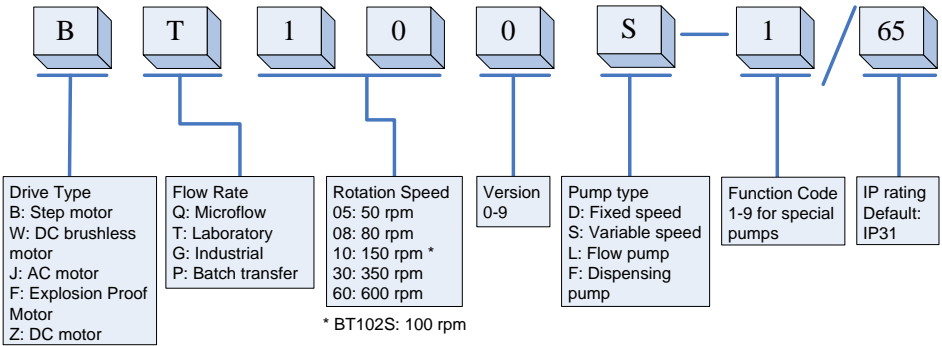 B T 1 0 0 S 1 / 65
Drive Type
B: Step motor
W: DC brushless
motor
J: AC motor
F: Explosion Proof
Motor
Z: DC motor
Flow Rate
Q: Microflow
T: Laboratory
G: Industrial
P: Batch transfer
Rotation Speed
05: 50 rpm
08: 80 rpm
10: 150 rpm *
30: 350 rpm
60: 600 rpm
* BT102S: 100 rpm
Version
0-9
Pump type
D: Fixed speed
S: Variable speed
L: Flow pump
F: Dispensing
pump
Function Code
1-9 for special
pumps
IP rating
Default:
IP31